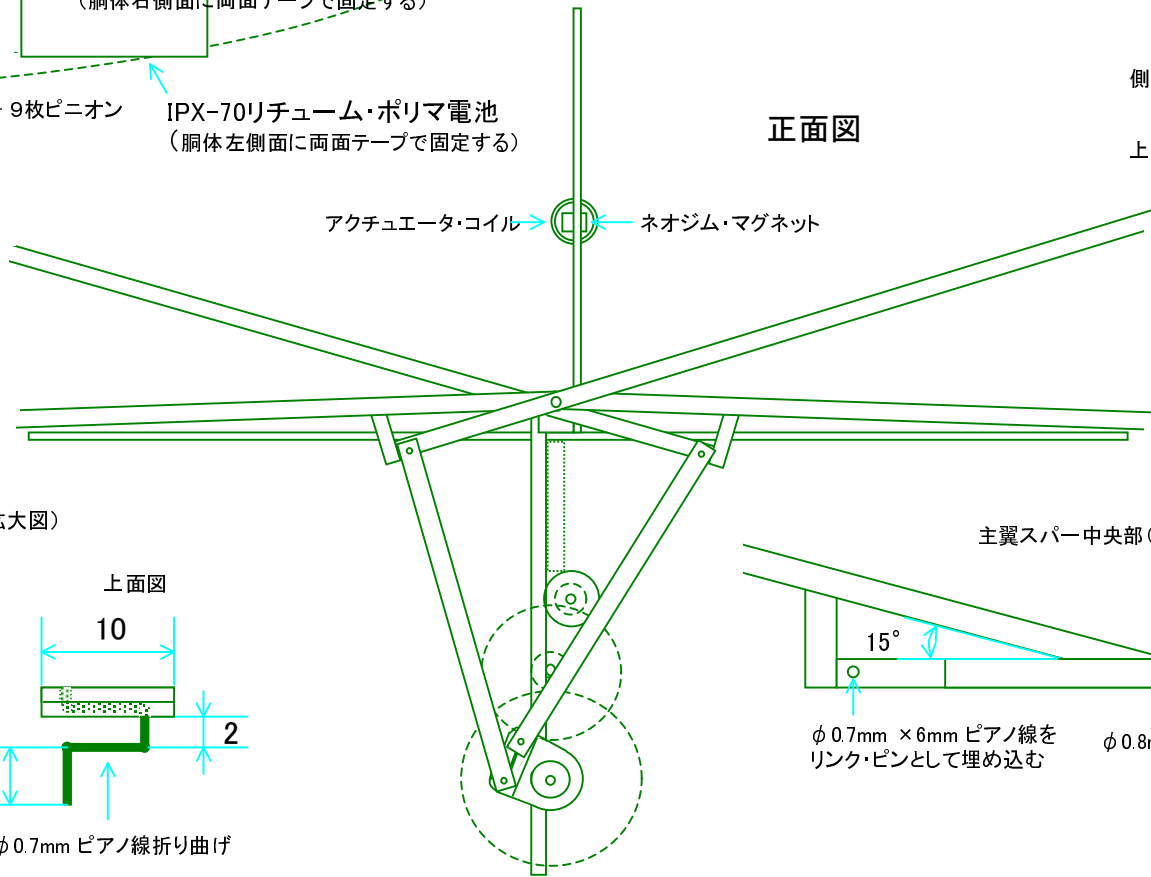 （胴体右側面に両面テープで固定する）
９枚ピニオン
IPX-70リチューム・ポリマ電池
（胴体左側面に両面テープで固定する）
正面図
側
上
アクチュエータ・コイル
ネオジム・マグネット
大図）
主翼スパー中央部（
上面図
10
15°
2
φ0.7mm ×6mm ピアノ線を
リンク・ピンとして埋め込む
φ0.8m
φ0.7mm ピアノ線折り曲げ